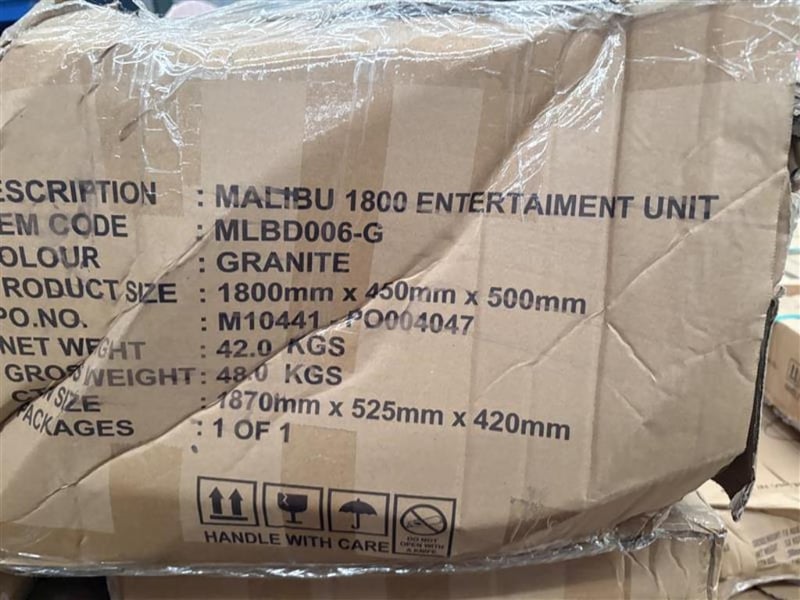 ESCRIPTION : MALIBU 1800 ENTERTAIMENT UNIT
EM CODE : MLBD006-G
OLOUR : GRANITE
RODUCT SIZE : 1800mm x 450mm x 500mm
PO.NO. : M10441 - PO004047
NET WEIGHT : 42.0 KGS
GROSS WEIGHT : 48.0 KGS
CTN SIZE : 1870mm x 525mm x 420mm
PACKAGES : 1 OF 1
HANDLE WITH CARE
DO NOT
OPEN WITH
A KNIFE